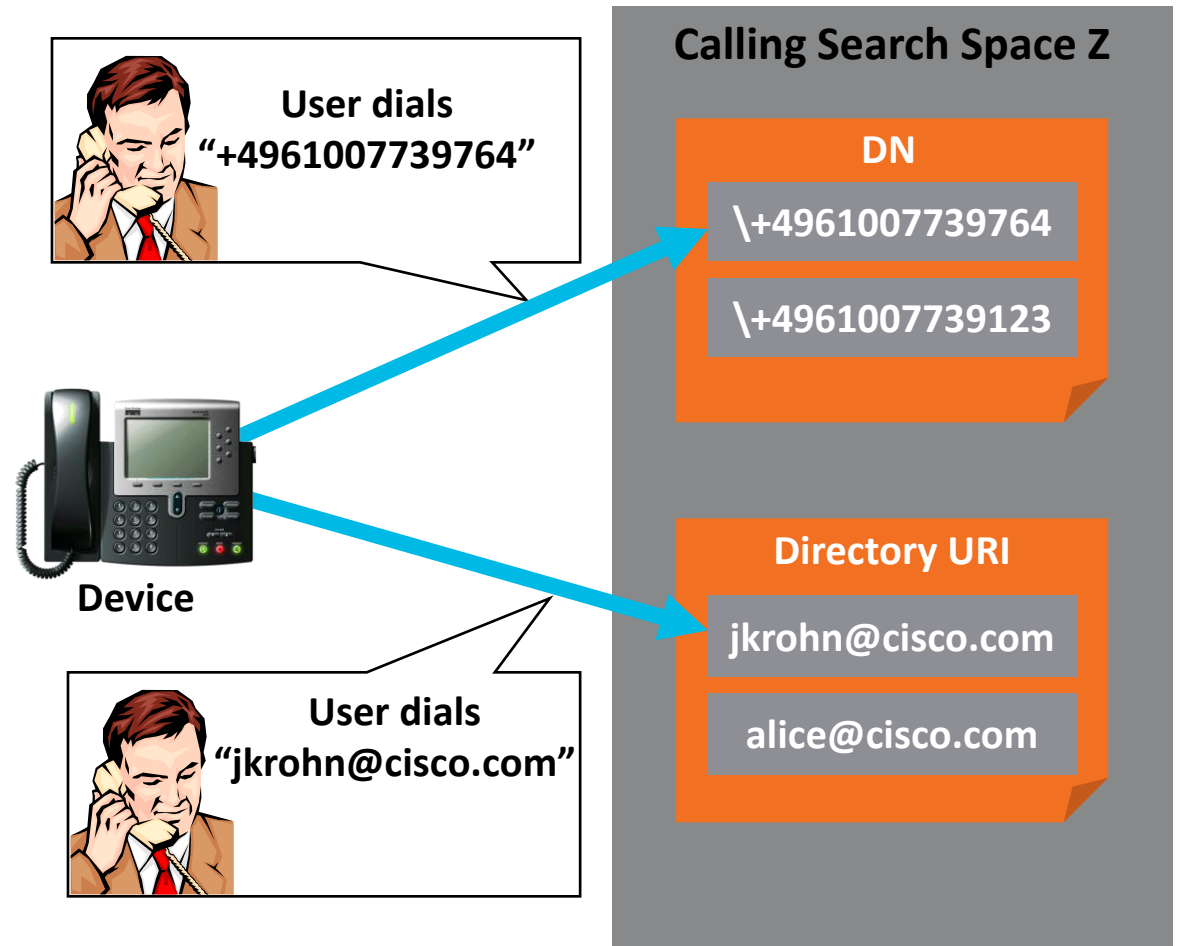 Calling Search Space Z
User dials
“+4961007739764”
DN
\+4961007739764
\+4961007739123
Device
Directory URI
jkrohn@cisco.com
alice@cisco.com
User dials
“jkrohn@cisco.com”